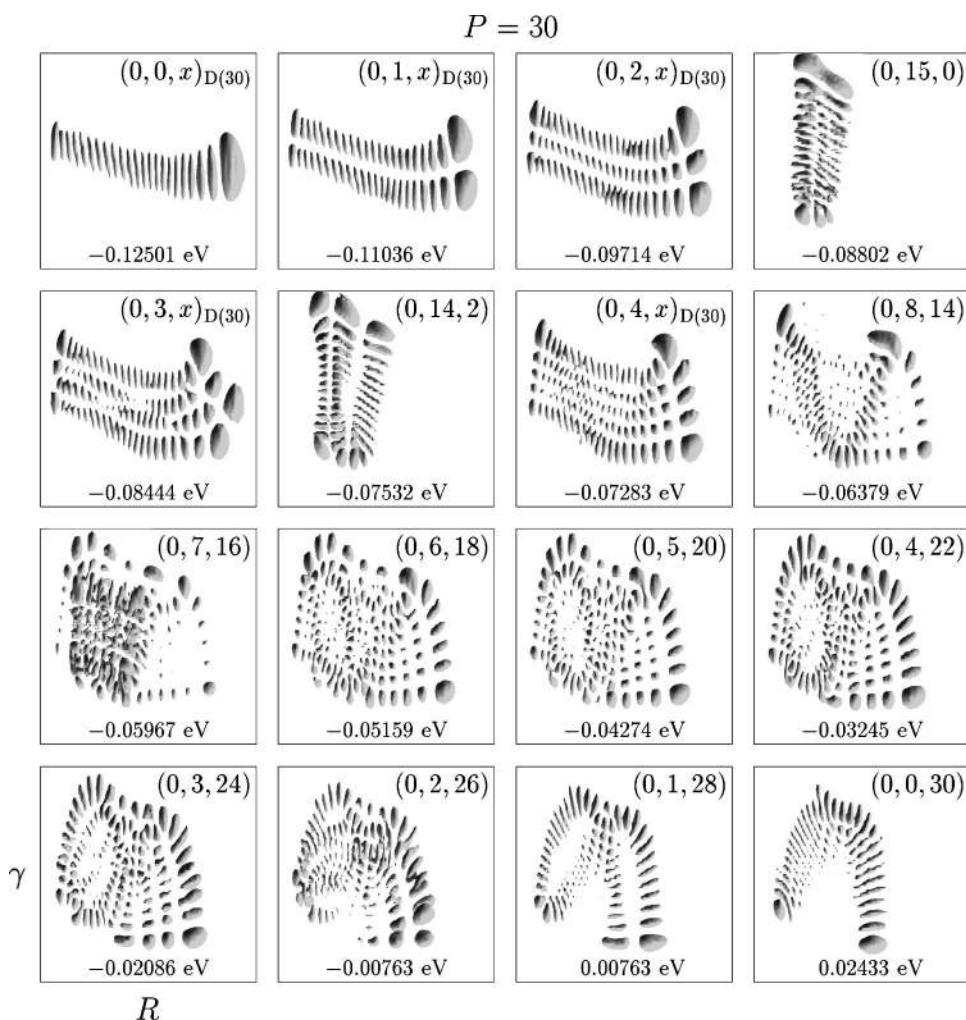 P = 30
(0, 0, x)D(30)
(0, 1, x)D(30)
(0, 2, x)D(30)
(0, 15, 0)
−0.12501 eV
−0.11036 eV
−0.09714 eV
−0.08802 eV
(0, 3, x)D(30)
(0, 14, 2)
(0, 4, x)D(30)
(0, 8, 14)
−0.08444 eV
−0.07532 eV
−0.07283 eV
−0.06379 eV
(0, 7, 16)
(0, 6, 18)
(0, 5, 20)
(0, 4, 22)
−0.05967 eV
−0.05159 eV
−0.04274 eV
−0.03245 eV
(0, 3, 24)
(0, 2, 26)
(0, 1, 28)
(0, 0, 30)
γ
−0.02086 eV
−0.00763 eV
0.00763 eV
0.02433 eV
R